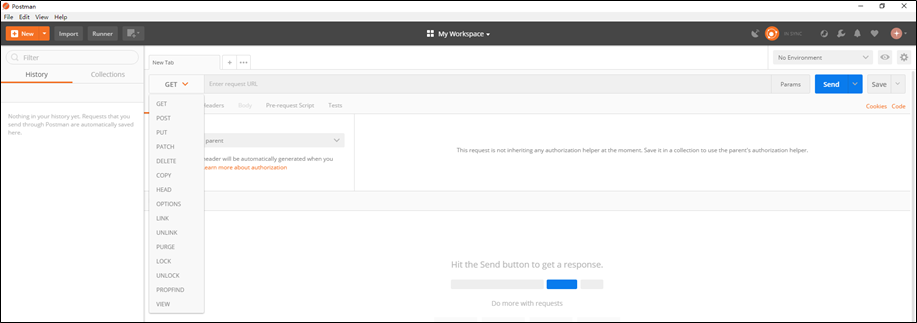 Postman
File Edit View Help
New Import Runner My Workspace IN SYNC
Filter
History Collections
Nothing in your history yet. Requests that you
send through Postman are automatically saved
here.
New Tab
No Environment
GET Enter request URL Params Send Save
Headers Body Pre-request Script Tests Cookies Code
GET
POST
PUT
PATCH
DELETE
COPY
HEAD
OPTIONS
LINK
UNLINK
PURGE
LOCK
UNLOCK
PROPFIND
VIEW
parent
header will be automatically generated when you
learn more about authorization
This request is not inheriting any authorization helper at the moment. Save it in a collection to use the parent's authorization helper.
Hit the Send button to get a response.
Do more with requests